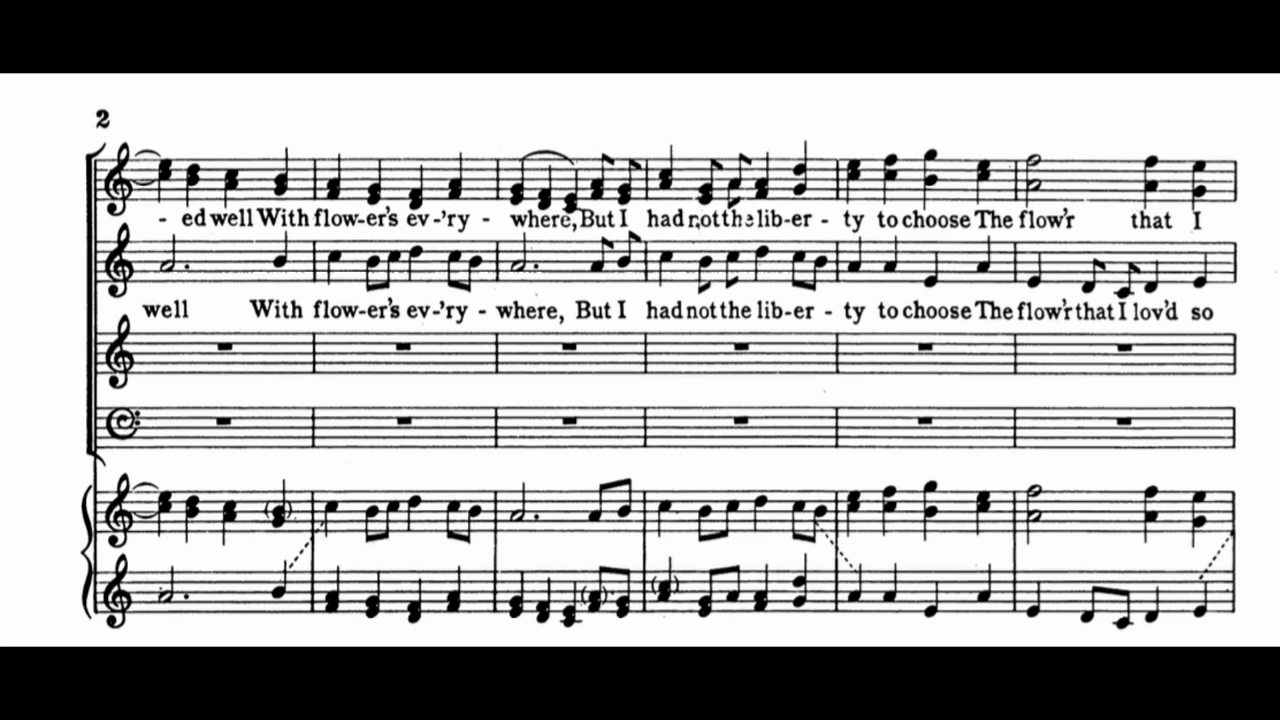 2
- ed well With flow-er's ev-'ry - where, But I had not the lib-er - ty to choose The flow'r that I
well With flow-er's ev-'ry - where, But I had not the lib-er - ty to choose The flow'r that I lov'd so